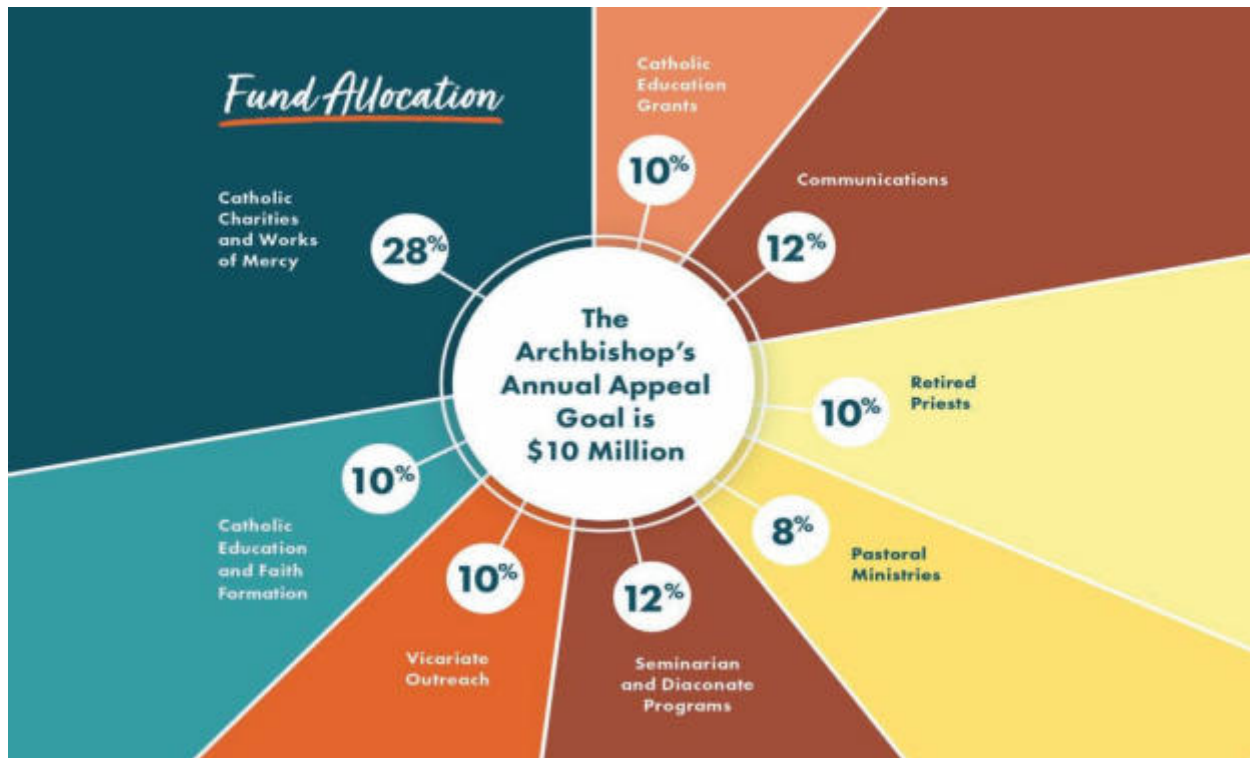 Fund Allocation
Catholic
Charities
and Works
of Mercy
28%
Catholic
Education
Grants
10%
Communications
12%
Retired
Priests
10%
Pastoral
Ministries
8%
Seminarian
and Diaconate
Programs
12%
Vicariate
Outreach
10%
Catholic
Education
and Faith
Formation
10%
The
Archbishop's
Annual Appeal
Goal is
$10 Million